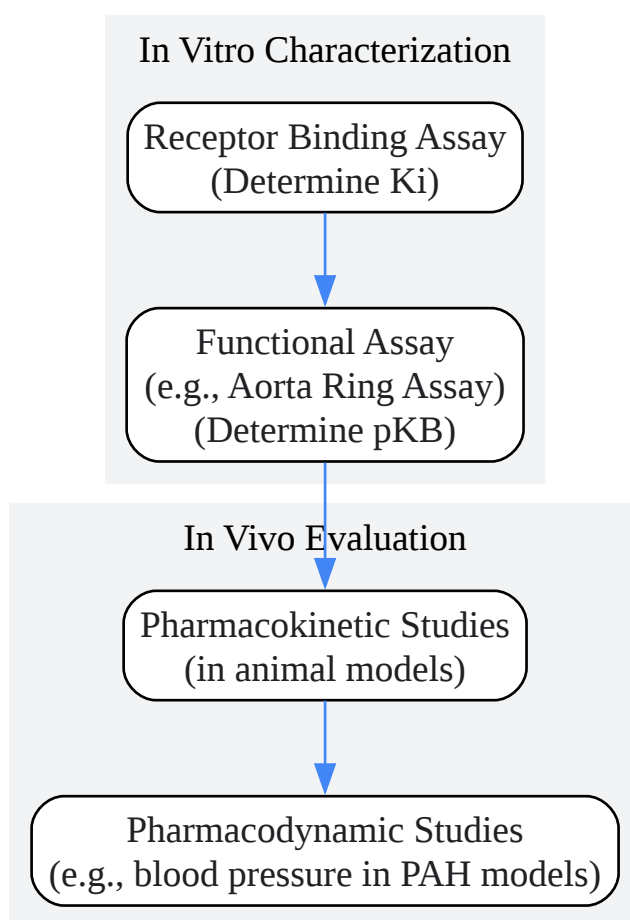 In Vitro Characterization
Receptor Binding Assay
(Determine Ki)
Functional Assay
(e.g., Aorta Ring Assay)
(Determine pKB)
In Vivo Evaluation
Pharmacokinetic Studies
(in animal models)
Pharmacodynamic Studies
(e.g., blood pressure in PAH models)